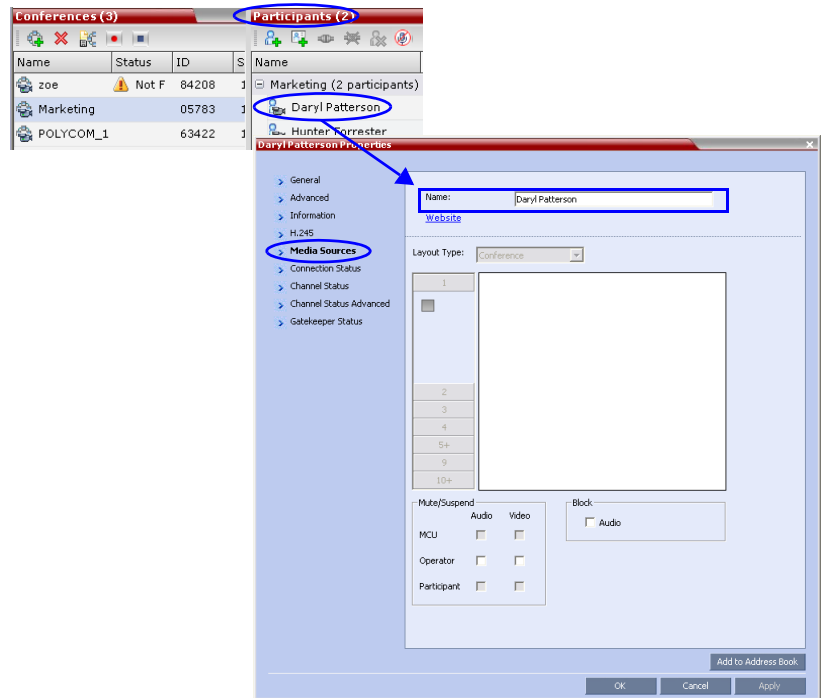 Conferences (3)
Participants (2)
Name Status ID S
Name
zoe Not F 84208 1
Marketing (2 participants)
Marketing 05783 1
Daryl Patterson
POLYCOM_1 63422 1
Hunter Forrester
Daryl Patterson Properties
General
Advanced
Information
H.245
Media Sources
Connection Status
Channel Status
Channel Status Advanced
Gatekeeper Status
Name: Daryl Patterson
Website
Layout Type: Conference
1
2
3
4
5+
9
10+
Mute/Suspend
Audio Video
MCU
Operator
Participant
Block
Audio
Add to Address Book
OK Cancel Apply